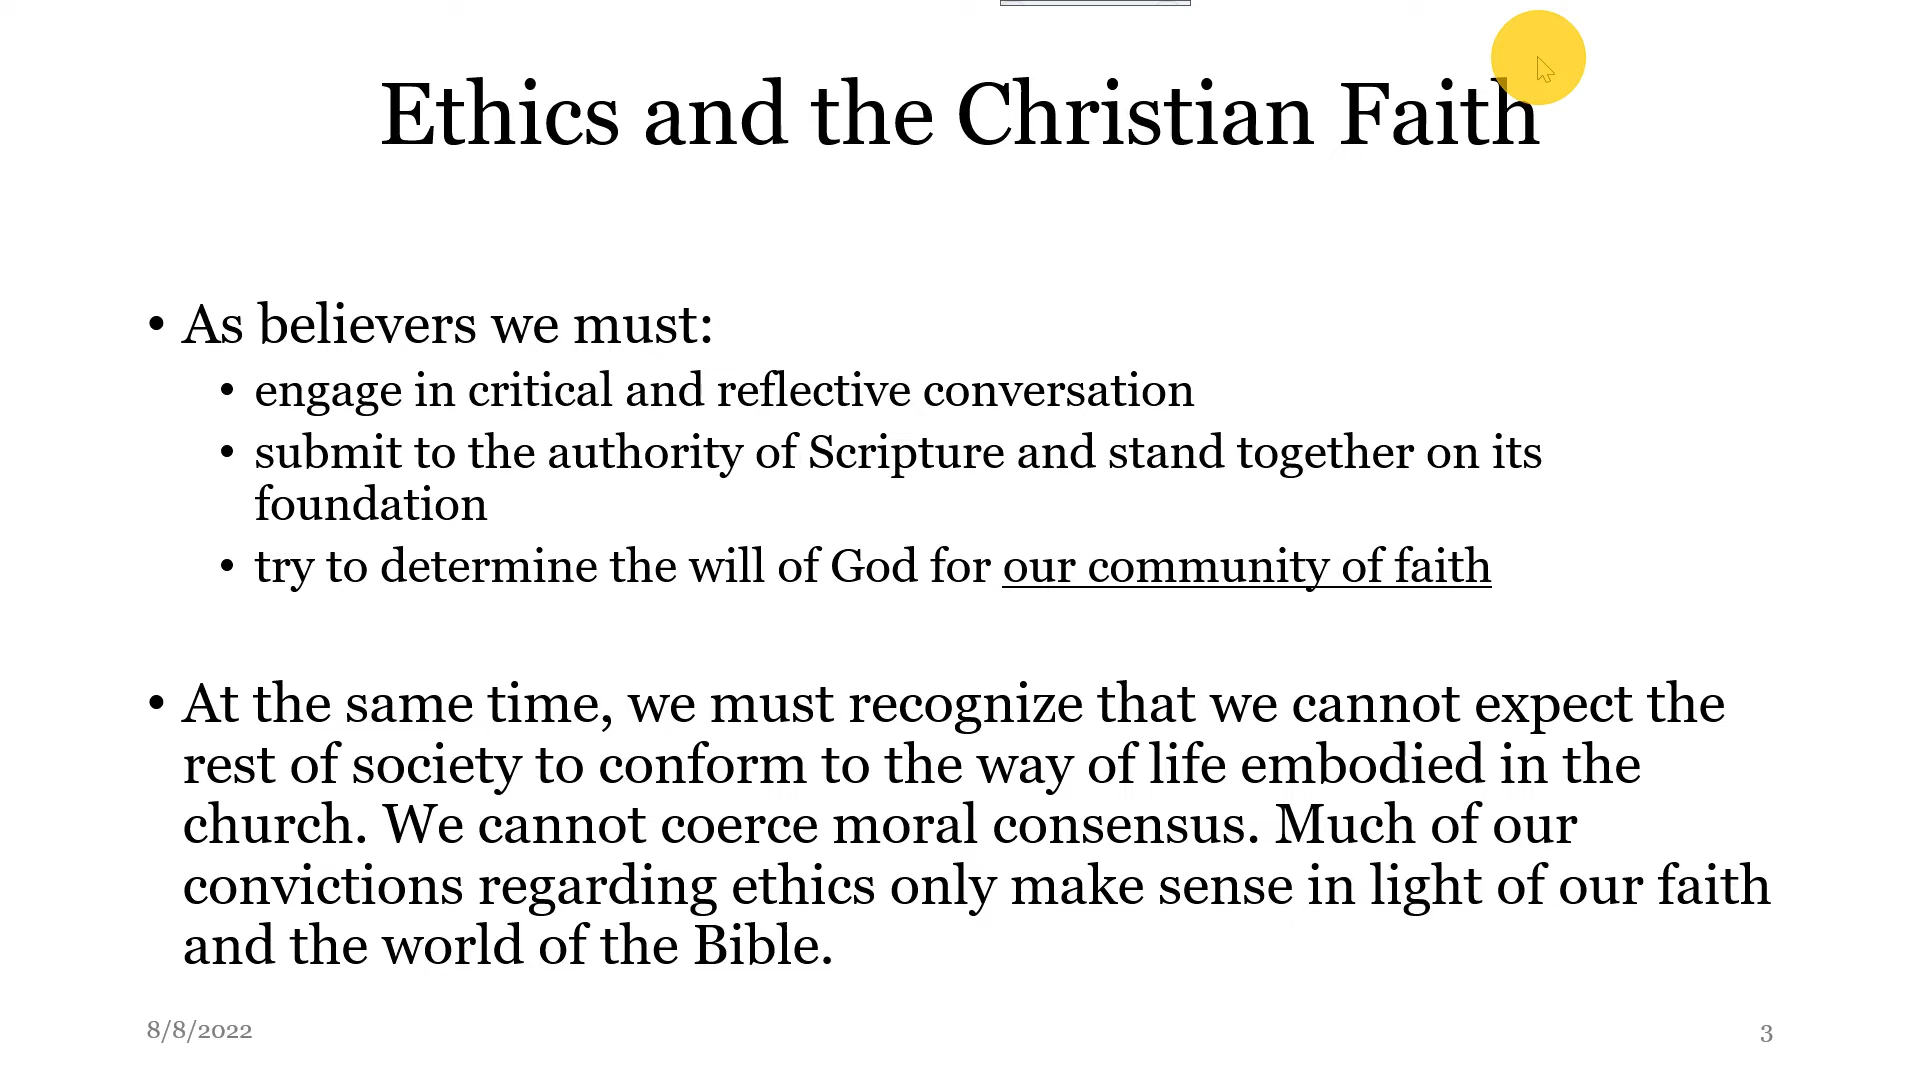 Ethics and the Christian Faith
• As believers we must:
• engage in critical and reflective conversation
• submit to the authority of Scripture and stand together on its
foundation
• try to determine the will of God for our community of faith
• At the same time, we must recognize that we cannot expect the
rest of society to conform to the way of life embodied in the
church. We cannot coerce moral consensus. Much of our
convictions regarding ethics only make sense in light of our faith
and the world of the Bible.
8/8/2022
3